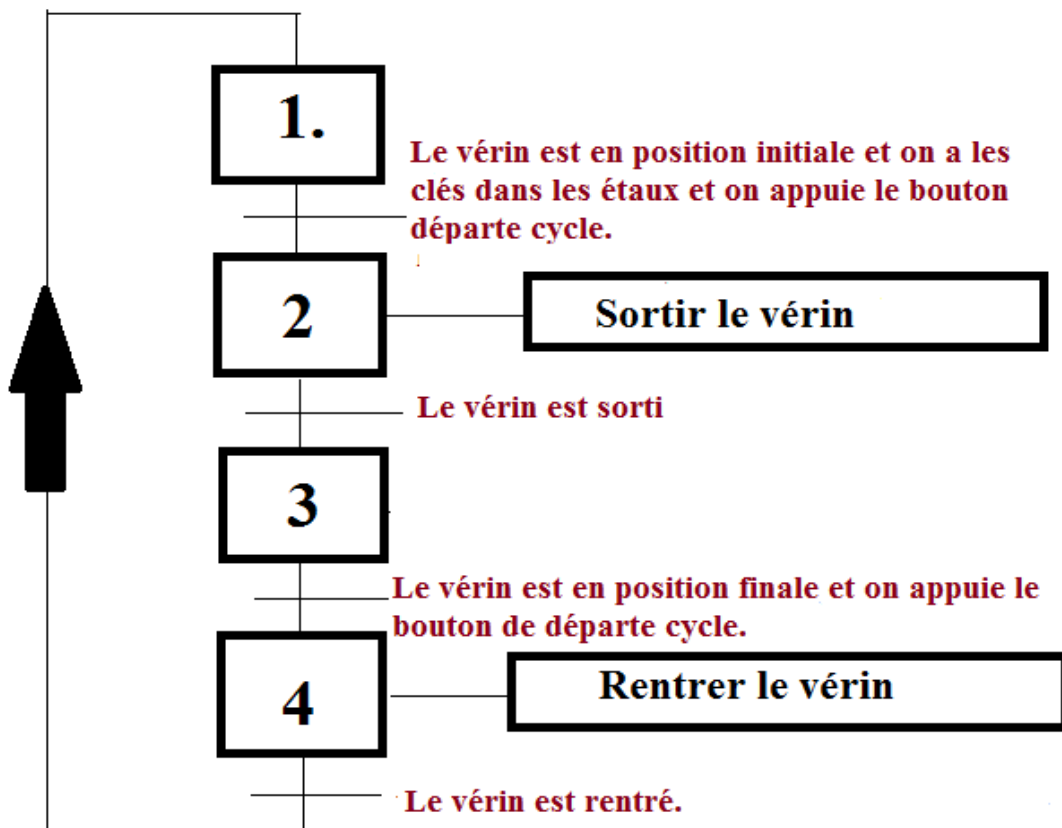 1.
Le vérin est en position initiale et on a les
clés dans les étaux et on appuie le bouton
départe cycle.
2
Sortir le vérin
Le vérin est sorti
3
Le vérin est en position finale et on appuie le
bouton de départe cycle.
4
Rentrer le vérin
Le vérin est rentré.